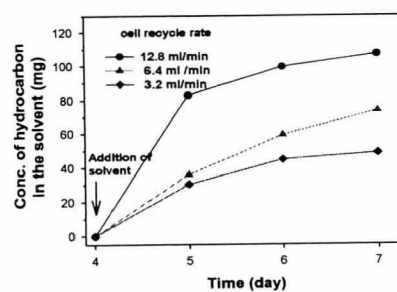 cell recycle rate
12.8 ml/min
6.4 ml /min
3.2 ml/min
Conc. of hydrocarbon
in the solvent (mg)
120
100
80
60
40
20
0
Addition of
solvent
4 5 6 7
Time (day)